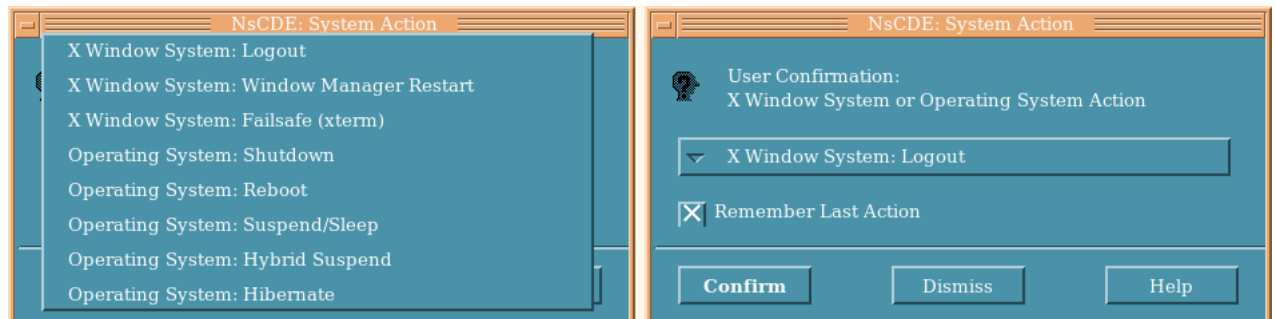 NsCDE: System Action
X Window System: Logout
X Window System: Window Manager Restart
X Window System: Failsafe (xterm)
Operating System: Shutdown
Operating System: Reboot
Operating System: Suspend/Sleep
Operating System: Hybrid Suspend
Operating System: Hibernate
NsCDE: System Action
User Confirmation:
X Window System or Operating System Action
X Window System: Logout
Remember Last Action
Confirm Dismiss Help